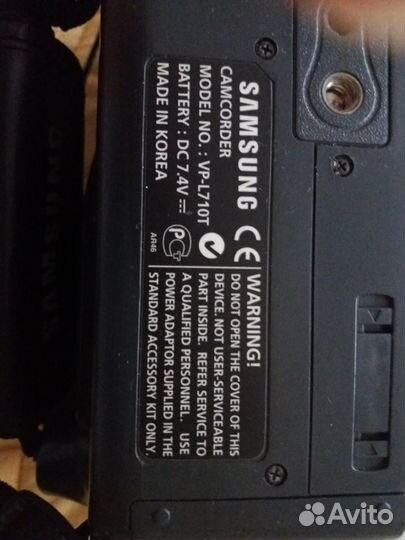 SAMSUNG
CAMCORDER
MODEL NO. : VP-L710T
BATTERY : DC 7.4V
MADE IN KOREA
CE
AR46
WARNING!
DO NOT OPEN THE COVER OF THIS
DEVICE. NOT USER-SERVICEABLE
PART INSIDE. REFER SERVICE TO
A QUALIFIED PERSONNEL. USE
POWER ADAPTOR SUPPLIED IN THE
STANDARD ACCESSORY KIT ONLY.
Avito